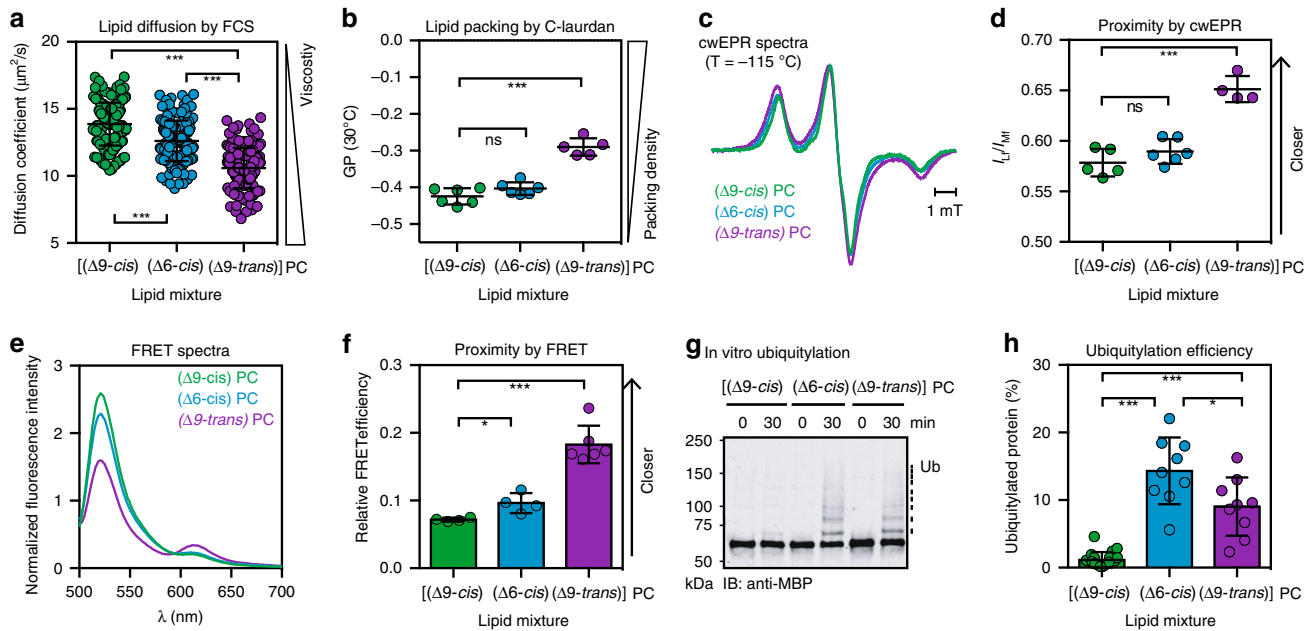 a
Lipid diffusion by FCS
Diffusion coefficient (μm²/s)
20
15
10
5
***
***
***
Viscostiy
[(Δ9-cis) (Δ6-cis) (Δ9-trans)] PC
Lipid mixture
b
Lipid packing by C-laurdan
GP (30°C)
0.0
–0.1
–0.2
–0.3
–0.4
–0.5
***
ns
Packing density
[(Δ9-cis) (Δ6-cis) (Δ9-trans)] PC
Lipid mixture
c
cwEPR spectra
(T = –115 °C)
(Δ9-cis) PC
(Δ6-cis) PC
(Δ9-trans) PC
1 mT
d
Proximity by cwEPR
I_LF/I_MF
0.70
0.65
0.60
0.55
0.50
***
ns
Closer
[(Δ9-cis) (Δ6-cis) (Δ9-trans)] PC
Lipid mixture
e
FRET spectra
Normalized fluorescence intensity
3
2
1
0
(Δ9-cis) PC
(Δ6-cis) PC
(Δ9-trans) PC
500 550 600 650 700
λ (nm)
f
Proximity by FRET
Relative FRETefficiency
0.3
0.2
0.1
0.0
***
*
Closer
[(Δ9-cis) (Δ6-cis) (Δ9-trans)] PC
Lipid mixture
g
In vitro ubiquitylation
[(Δ9-cis) (Δ6-cis) (Δ9-trans)] PC
0 30 0 30 0 30 min
250
150
100
75
50
Ub
kDa IB: anti-MBP
h
Ubiquitylation efficiency
Ubiquitylated protein (%)
30
20
10
0
***
***
*
[(Δ9-cis) (Δ6-cis) (Δ9-trans)] PC
Lipid mixture